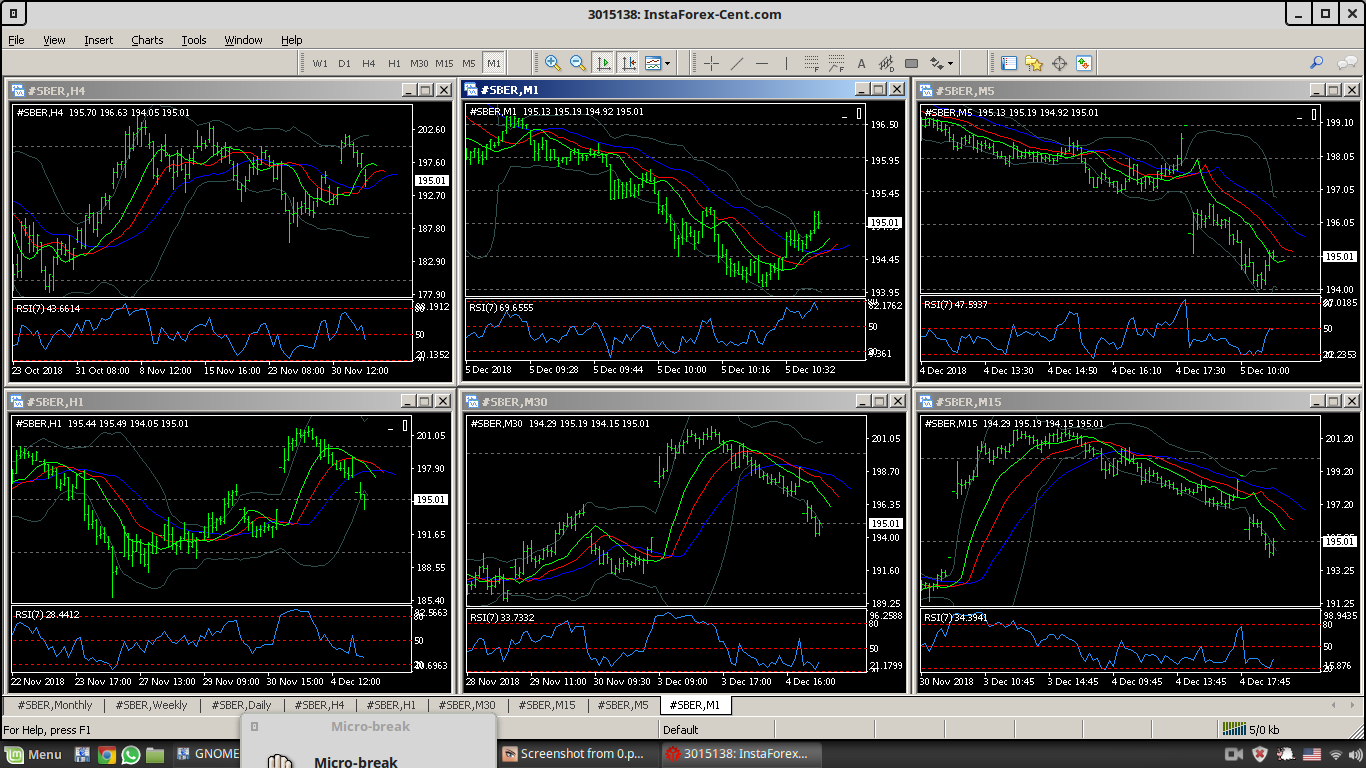 3015138: InstaForex-Cent.com
File View Insert Charts Tools Window Help
W1 D1 H4 H1 M30 M15 M5 M1
#SBER,H4
#SBER,H4 195.70 196.63 194.05 195.01
202.60
197.60
195.01
192.70
187.80
182.90
177.90
RSI(7) 43.6614
50
23 Oct 2018 31 Oct 08:00 8 Nov 12:00 15 Nov 16:00 23 Nov 08:00 30 Nov 12:00
#SBER,M1
#SBER,M1 195.13 195.19 194.92 195.01
196.50
195.95
195.45
195.01
194.45
193.95
RSI(7) 69.6555
82.1762
50
5 Dec 2018 5 Dec 09:28 5 Dec 09:44 5 Dec 10:00 5 Dec 10:16 5 Dec 10:32
#SBER,M5
#SBER,M5 195.13 195.19 194.92 195.01
199.10
198.05
197.05
196.05
195.01
194.00
RSI(7) 47.5937
50
4 Dec 2018 4 Dec 13:30 4 Dec 14:50 4 Dec 16:10 4 Dec 17:30 5 Dec 10:00
#SBER,H1
#SBER,H1 195.44 195.49 194.05 195.01
201.05
197.90
195.01
191.65
188.55
185.40
RSI(7) 28.4412
80
50
22 Nov 2018 23 Nov 17:00 27 Nov 13:00 29 Nov 09:00 30 Nov 15:00 4 Dec 12:00
#SBER,M30
#SBER,M30 194.29 195.19 194.15 195.01
201.05
198.70
196.35
195.01
194.00
191.60
189.25
RSI(7) 33.7332
96.2588
80
50
28 Nov 2018 29 Nov 11:00 30 Nov 09:30 3 Dec 09:00 3 Dec 17:00 4 Dec 16:00
#SBER,M15
#SBER,M15 194.29 195.19 194.15 195.01
201.20
199.20
197.20
195.01
193.25
191.25
RSI(7) 34.3941
98.9435
80
50
30 Nov 2018 3 Dec 10:45 3 Dec 14:45 4 Dec 09:45 4 Dec 13:45 4 Dec 17:45
#SBER,Monthly #SBER,Weekly #SBER,Daily #SBER,H4 #SBER,H1 #SBER,M30 #SBER,M15 #SBER,M5 #SBER,M1
Micro-break
For Help, press F1
Default
5/0 kb
Menu
GNOME
Micro-break
Screenshot from 0.p...
3015138: InstaForex...